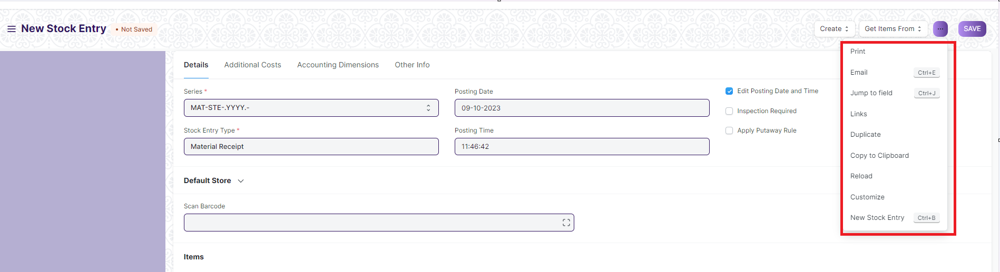 New Stock Entry • Not Saved Create Get Items From ... SAVE
Details Additional Costs Accounting Dimensions Other Info
Series *
MAT-STE-.YYYY.-
Posting Date
09-10-2023
Edit Posting Date and Time
Inspection Required
Apply Putaway Rule
Stock Entry Type *
Material Receipt
Posting Time
11:46:42
Default Store
Scan Barcode
Items
Print
Email Ctrl+E
Jump to field Ctrl+J
Links
Duplicate
Copy to Clipboard
Reload
Customize
New Stock Entry Ctrl+B